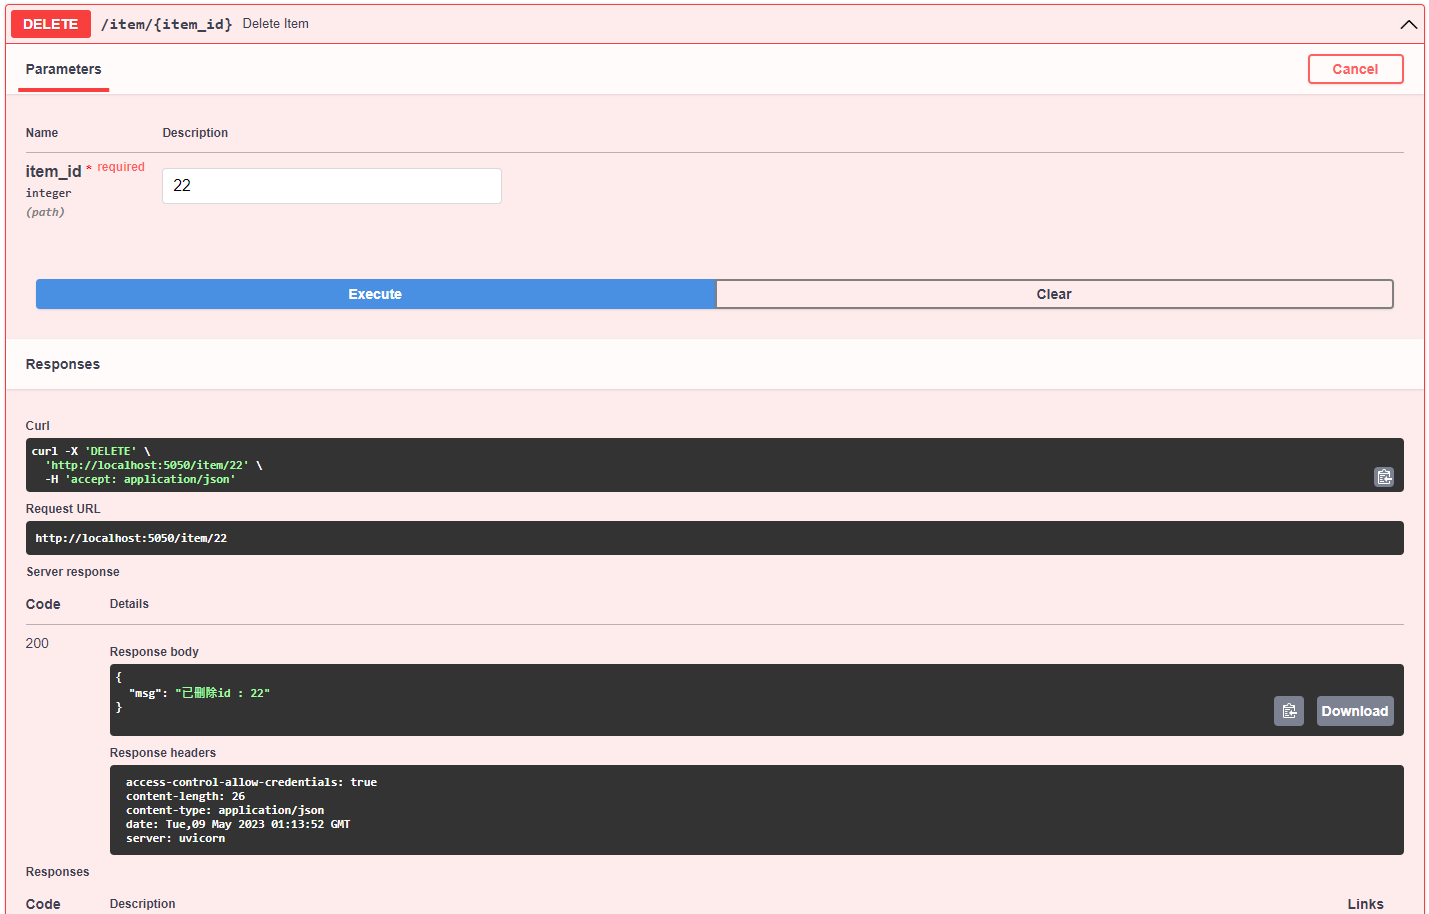 DELETE /item/{item_id} Delete Item
Parameters Cancel
Name Description
item_id * required 22
integer
(path)
Execute Clear
Responses
Curl
curl -X 'DELETE' \
'http://localhost:5050/item/22' \
-H 'accept: application/json'
Request URL
http://localhost:5050/item/22
Server response
Code Details
200
Response body
{
"msg": "已刪除id : 22"
}
Download
Response headers
access-control-allow-credentials: true
content-length: 26
content-type: application/json
date: Tue,09 May 2023 01:13:52 GMT
server: uvicorn
Responses
Code Description Links